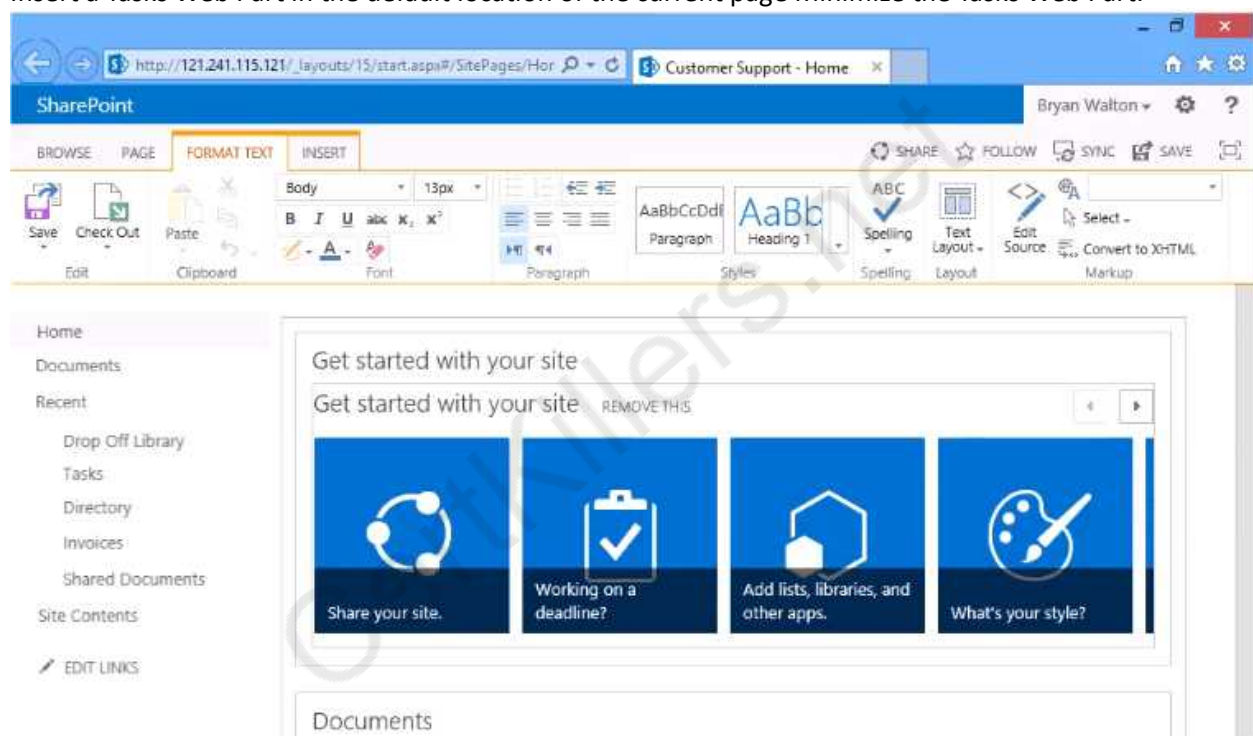 Insert a Tasks Web Part in the default location of the current page Minimize the Tasks Web Part.
http://121.241.115.121/_layouts/15/start.aspx#/SitePages/Hor
Customer Support - Home
SharePoint
Bryan Walton
?
BROWSE PAGE FORMAT TEXT INSERT
SHARE FOLLOW SYNC SAVE
Body 13px
Save Check Out Paste
B I U abc x₂ x²
A
AaBbCcDdE AaBb
Paragraph Heading 1
ABC
Spelling
Text Layout
Edit Source
Select
Convert to XHTML
Edit Clipboard Font Paragraph Styles Spelling Layout Markup
Home
Documents
Recent
Drop Off Library
Tasks
Directory
Invoices
Shared Documents
Site Contents
EDIT LINKS
Get started with your site
Get started with your site REMOVE THIS
Share your site.
Working on a
deadline?
Add lists, libraries, and
other apps.
What's your style?
Documents
CertKillers.net